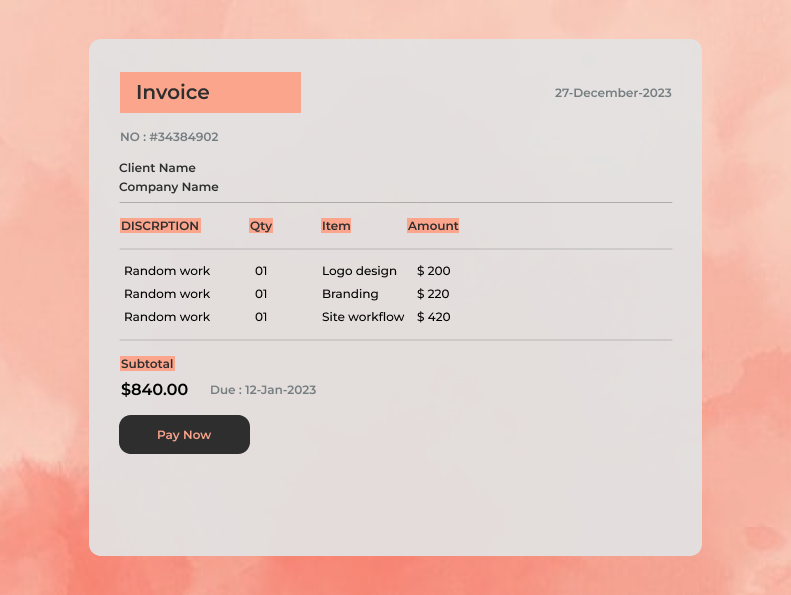 Invoice
27-December-2023
NO : #34384902
Client Name
Company Name
DISCRPTION Qty Item Amount
Random work 01 Logo design $ 200
Random work 01 Branding $ 220
Random work 01 Site workflow $ 420
Subtotal
$840.00 Due : 12-Jan-2023
Pay Now